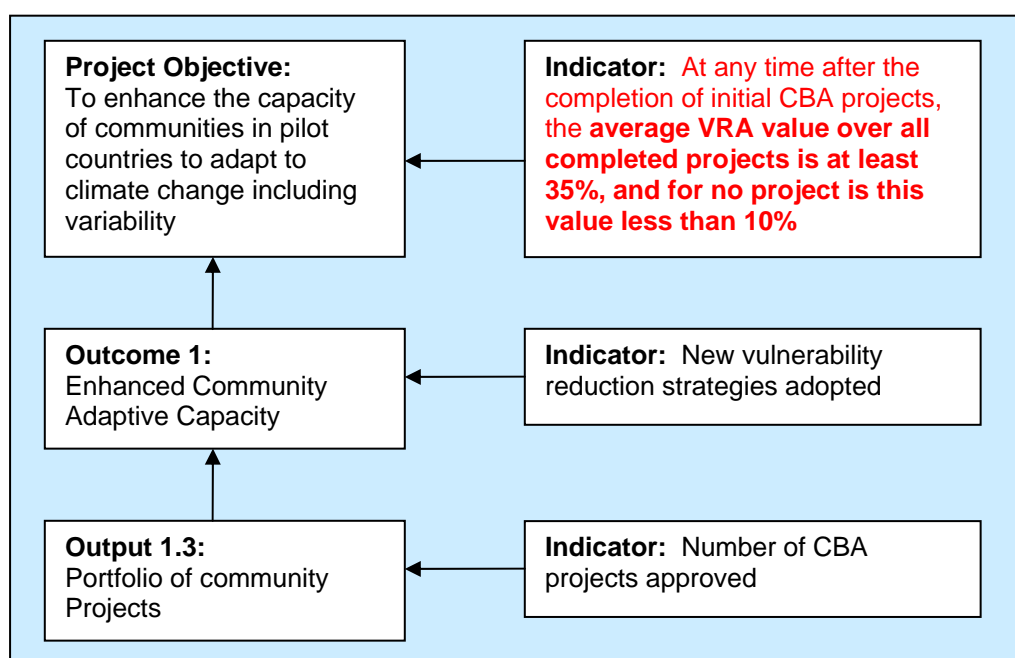 Project Objective:
To enhance the capacity
of communities in pilot
countries to adapt to
climate change including
variability
Indicator: At any time after the
completion of initial CBA projects,
the average VRA value over all
completed projects is at least
35%, and for no project is this
value less than 10%
Outcome 1:
Enhanced Community
Adaptive Capacity
Indicator: New vulnerability
reduction strategies adopted
Output 1.3:
Portfolio of community
Projects
Indicator: Number of CBA
projects approved